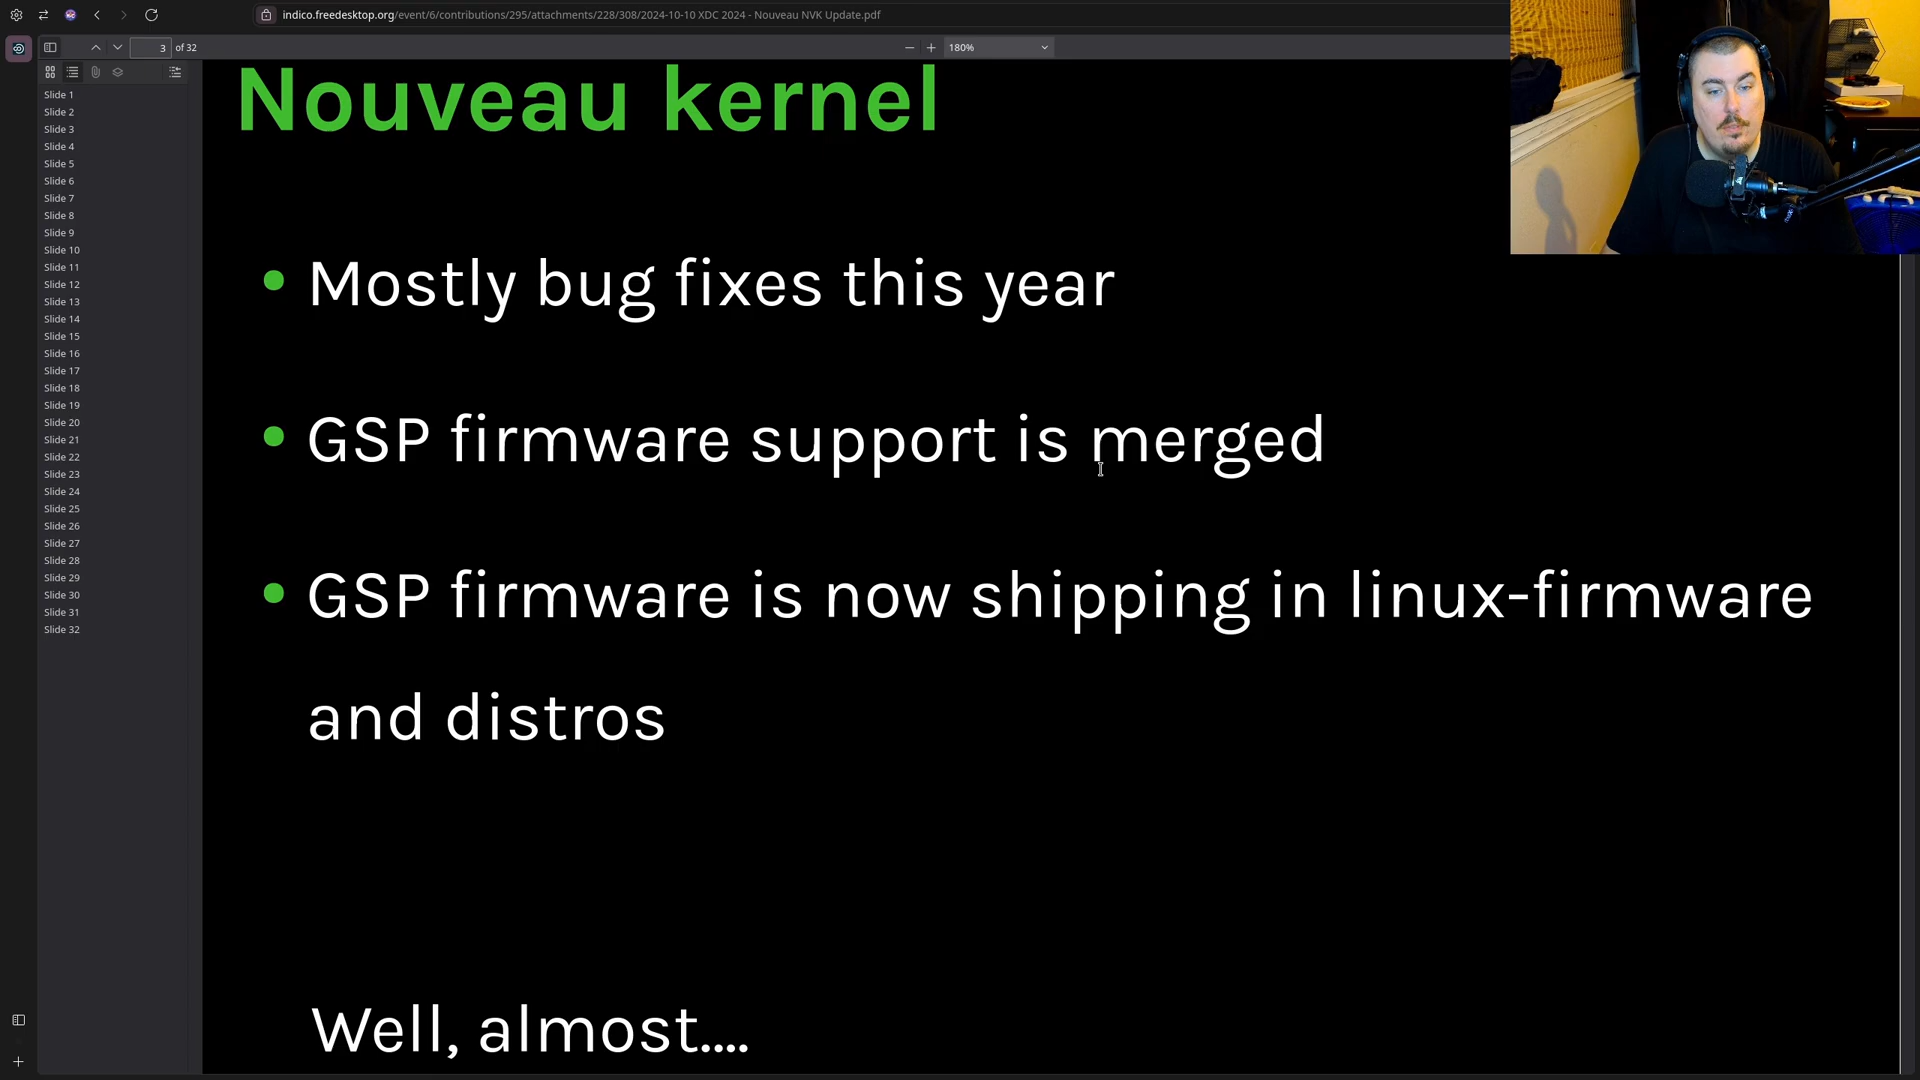 indico.freedesktop.org/event/6/contributions/295/attachments/228/308/2024-10-10 XDC 2024 - Nouveau NVK Update.pdf
3 of 32
180%
Slide 1
Slide 2
Slide 3
Slide 4
Slide 5
Slide 6
Slide 7
Slide 8
Slide 9
Slide 10
Slide 11
Slide 12
Slide 13
Slide 14
Slide 15
Slide 16
Slide 17
Slide 18
Slide 19
Slide 20
Slide 21
Slide 22
Slide 23
Slide 24
Slide 25
Slide 26
Slide 27
Slide 28
Slide 29
Slide 30
Slide 31
Slide 32
Nouveau kernel
• Mostly bug fixes this year
• GSP firmware support is merged
• GSP firmware is now shipping in linux-firmware
and distros
Well, almost....